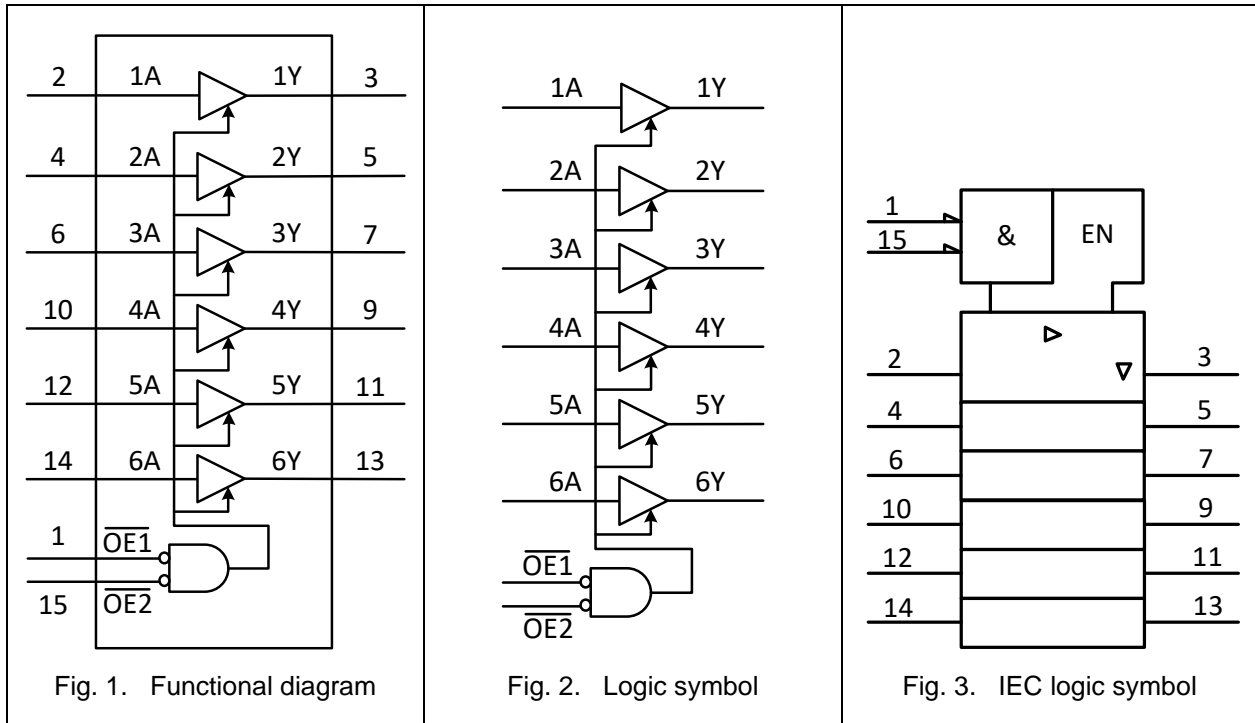 2 1A 1Y 3
4 2A 2Y 5
6 3A 3Y 7
10 4A 4Y 9
12 5A 5Y 11
14 6A 6Y 13
1 OE1
15 OE2
Fig. 1. Functional diagram
1A 1Y
2A 2Y
3A 3Y
4A 4Y
5A 5Y
6A 6Y
OE1
OE2
Fig. 2. Logic symbol
1
15
& EN
2 3
4 5
6 7
10 9
12 11
14 13
Fig. 3. IEC logic symbol